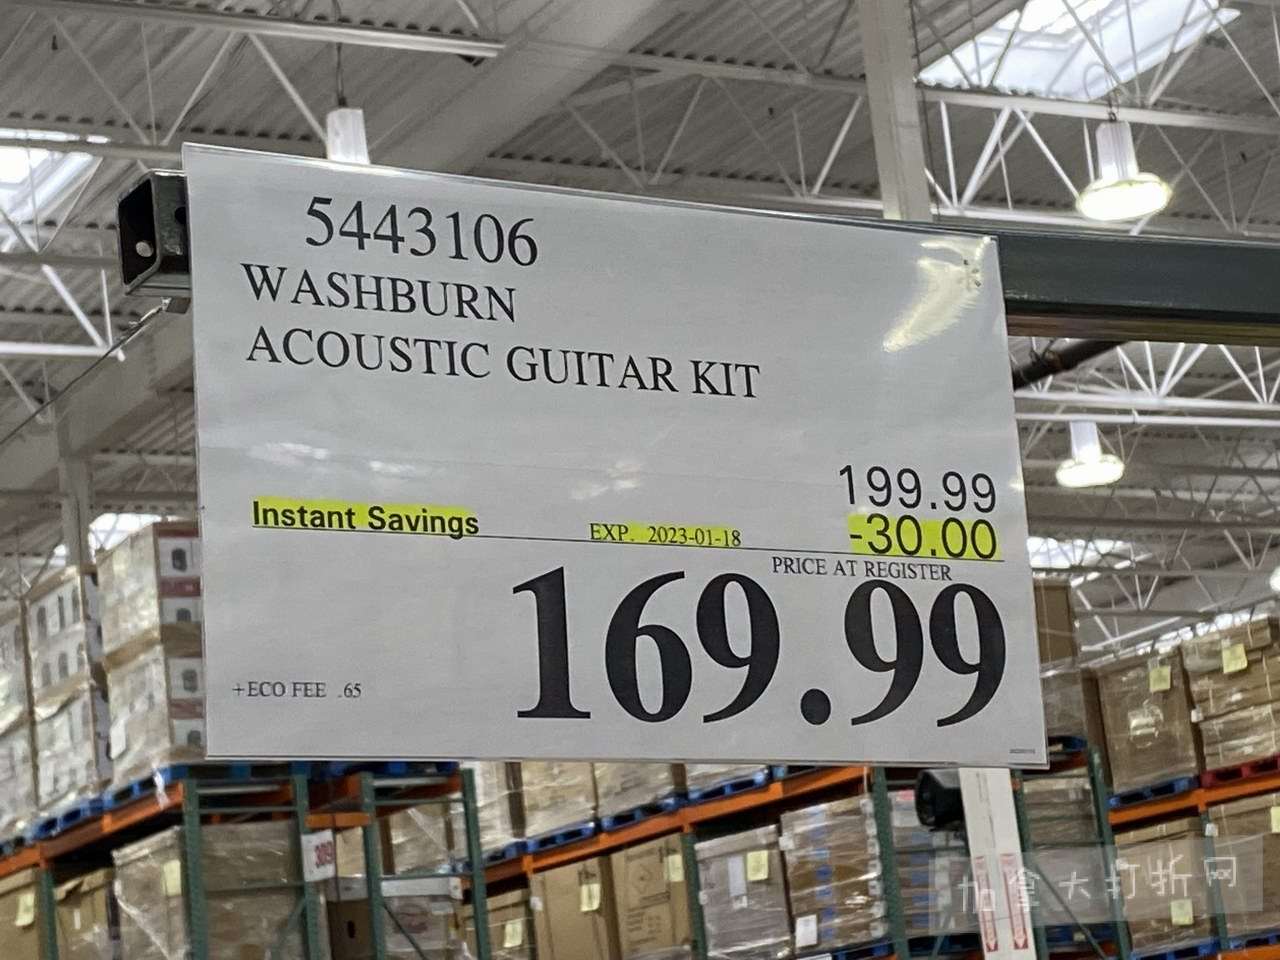 5443106
WASHBURN
ACOUSTIC GUITAR KIT
199.99
Instant Savings EXP. 2023-01-18 -30.00
PRICE AT REGISTER
169.99
+ECO FEE .65
309
加拿大打折网